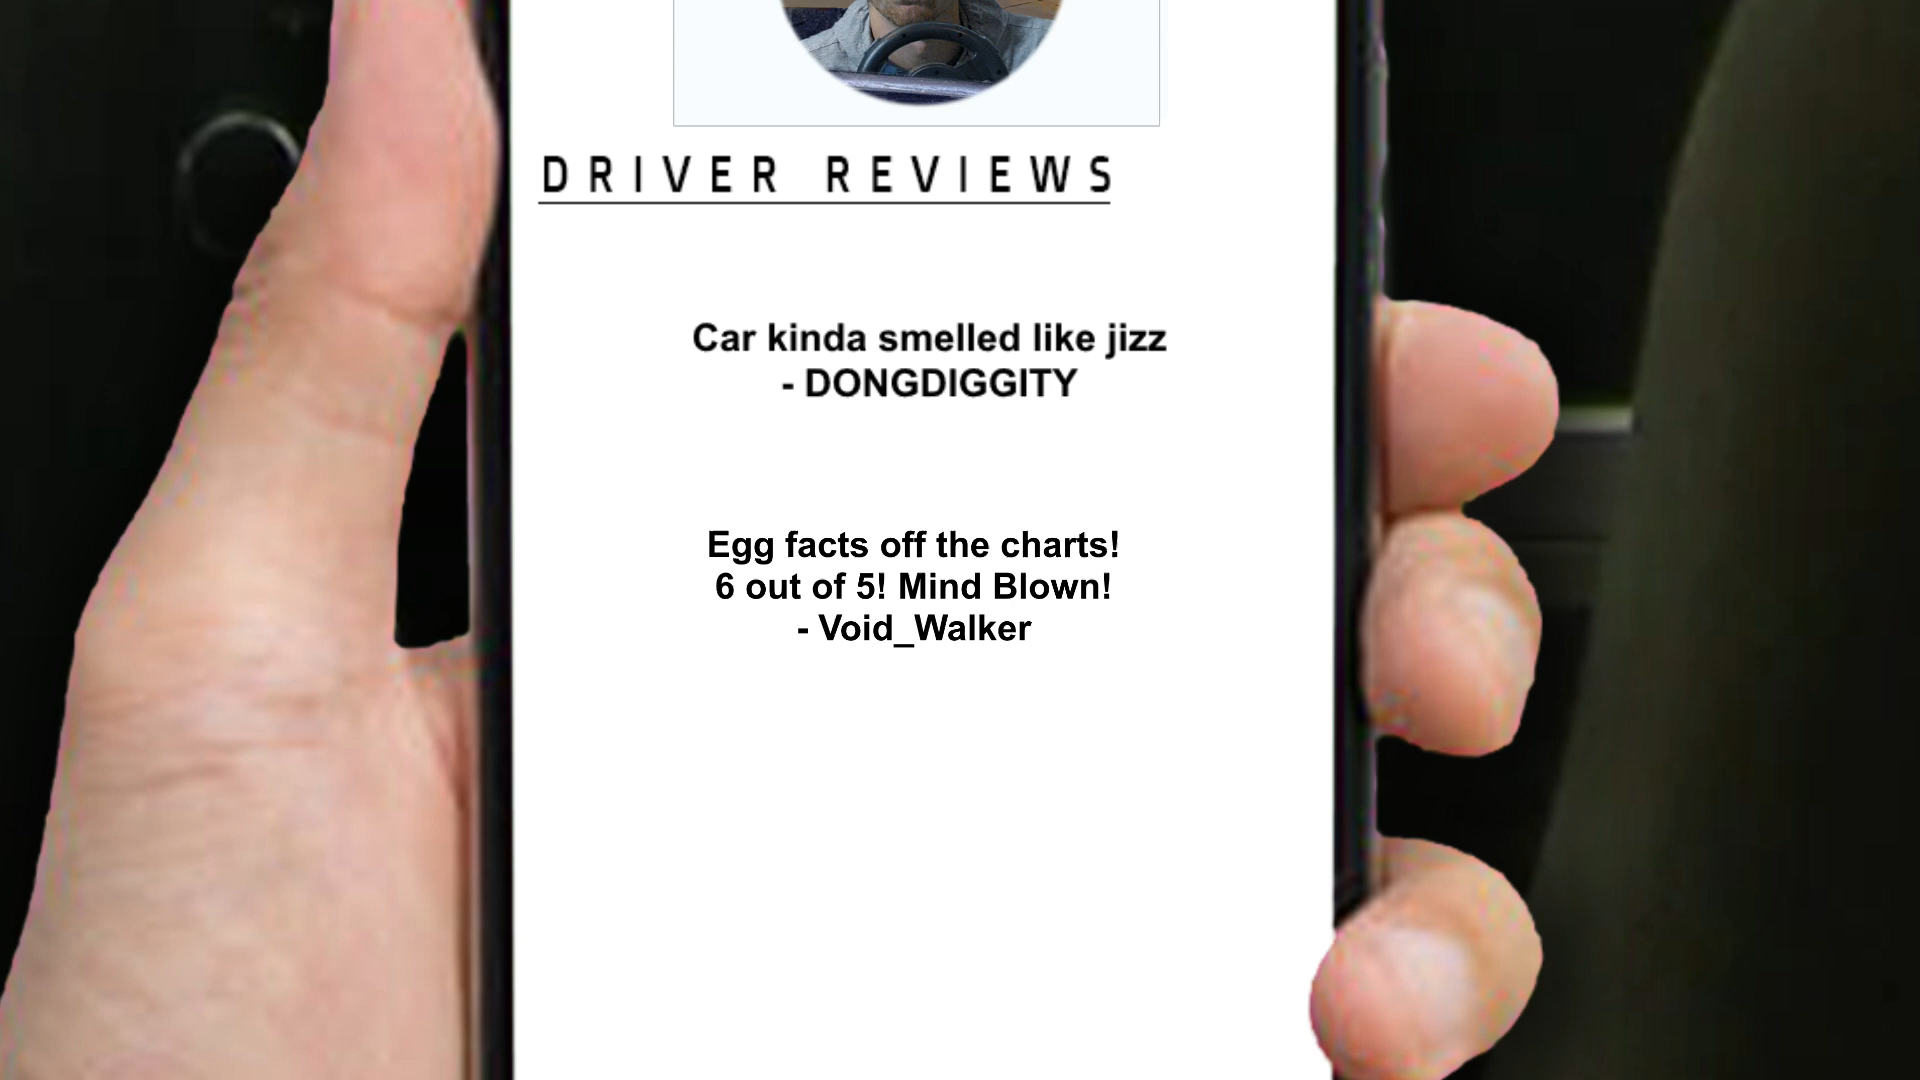 DRIVER REVIEWS
Car kinda smelled like jizz
- DONGDIGGITY
Egg facts off the charts!
6 out of 5! Mind Blown!
- Void_Walker